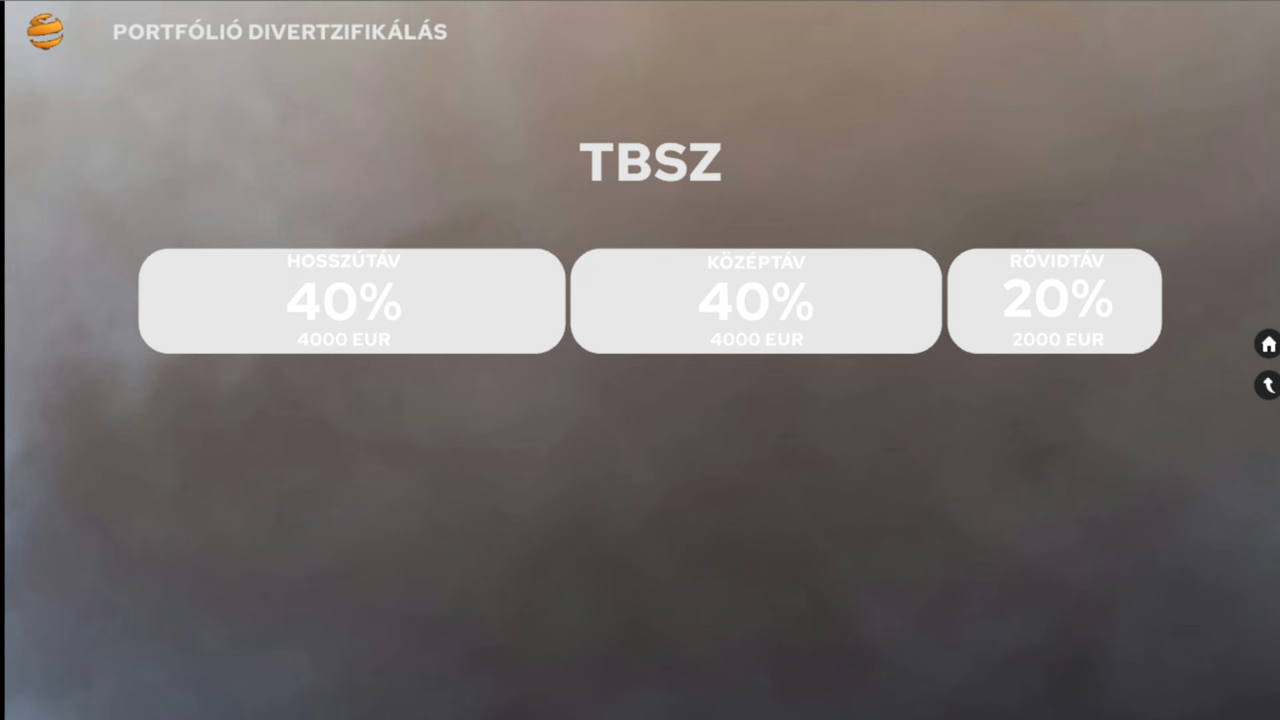 PORTFÓLIÓ DIVERTZIFIKÁLÁS
TBSZ
HOSSZÚTÁV
40%
4000 EUR
KÖZÉPTÁV
40%
4000 EUR
RÖVIDTÁV
20%
2000 EUR